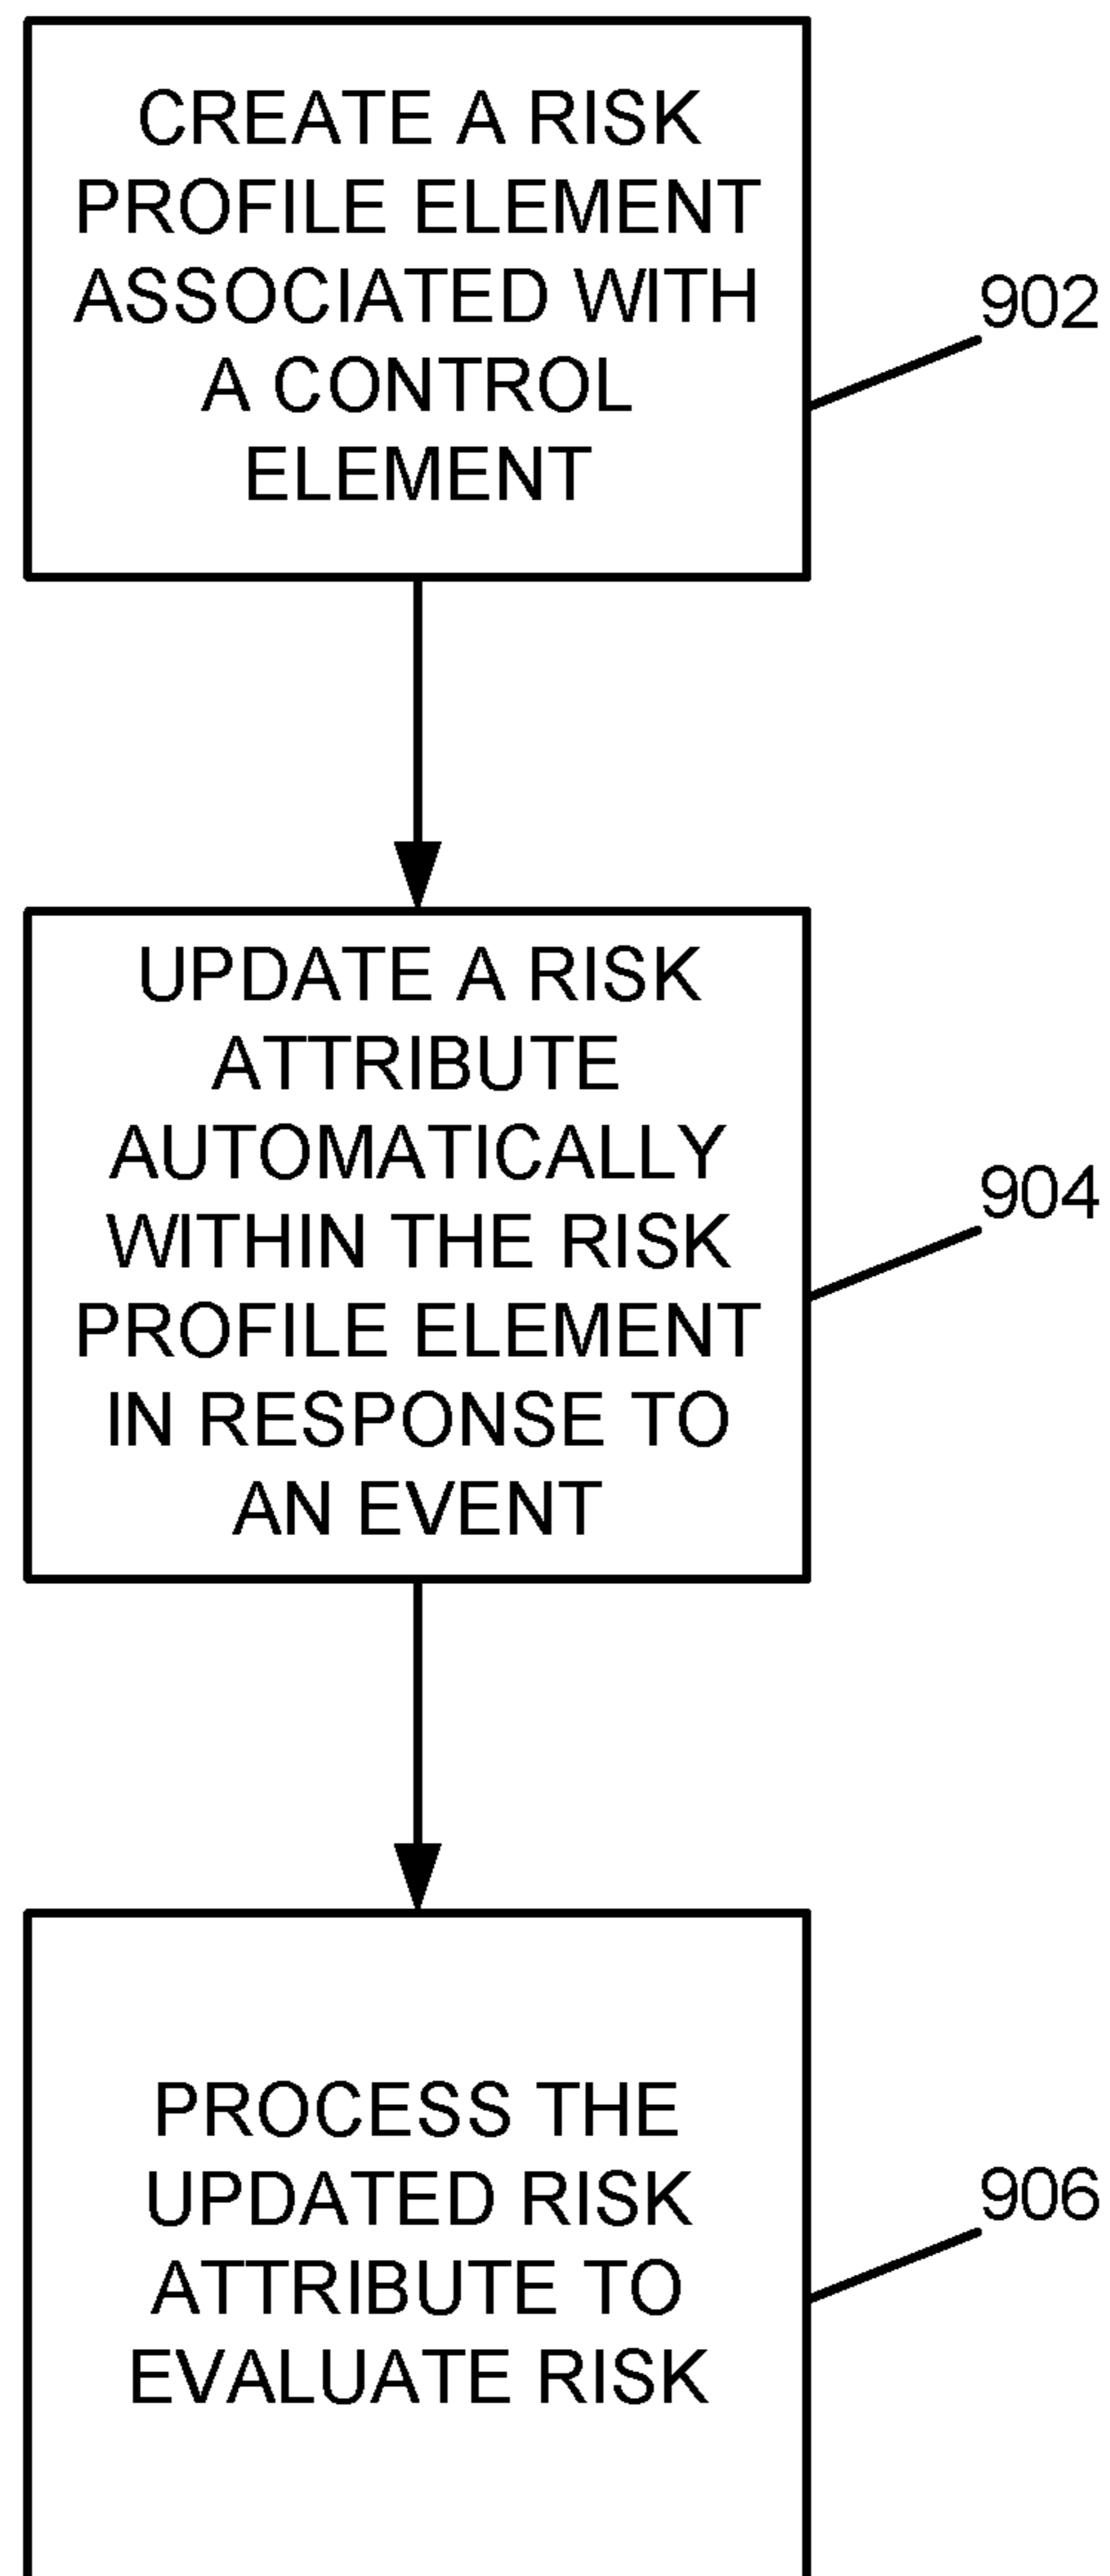 CREATE A RISK
PROFILE ELEMENT
ASSOCIATED WITH
A CONTROL
ELEMENT
902
UPDATE A RISK
ATTRIBUTE
AUTOMATICALLY
WITHIN THE RISK
PROFILE ELEMENT
IN RESPONSE TO
AN EVENT
904
PROCESS THE
UPDATED RISK
ATTRIBUTE TO
EVALUATE RISK
906